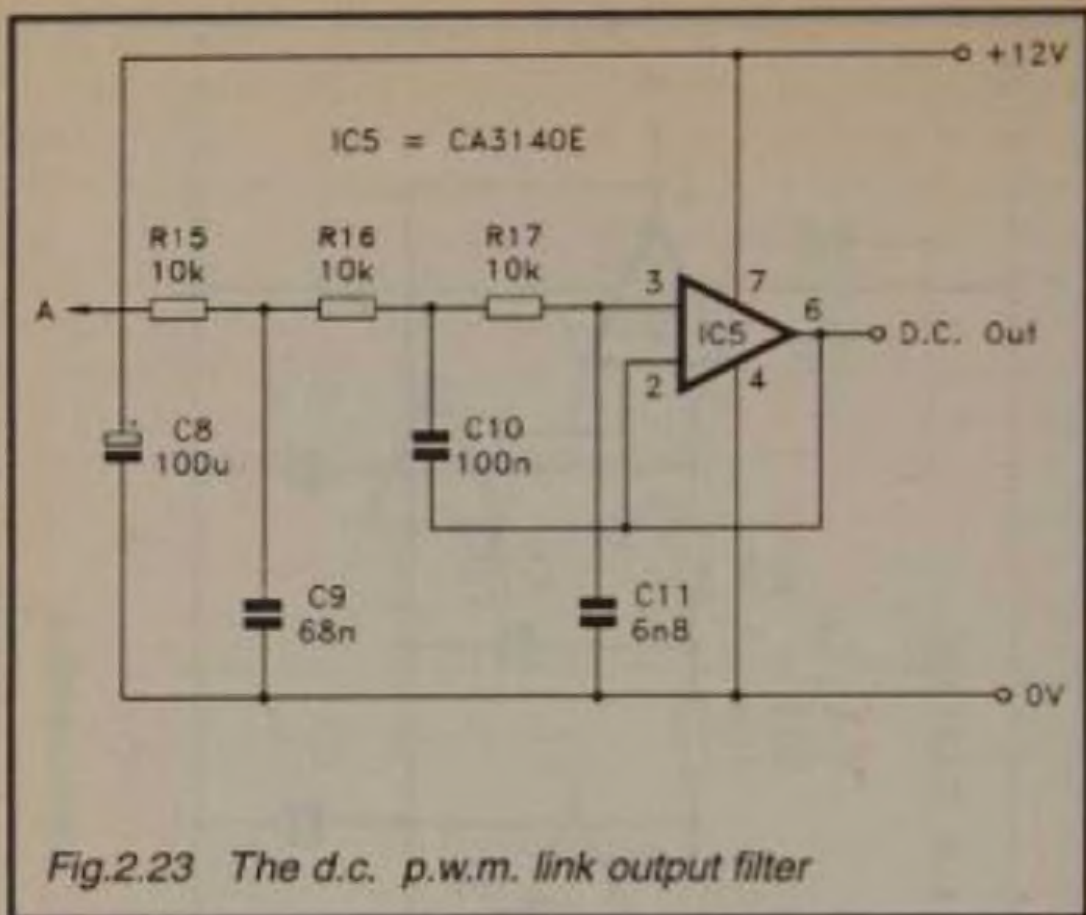 +12V
IC5 = CA3140E
R15
10k
R16
10k
R17
10k
A
3
7
6
IC5
D.C. Out
2
4
C8
100u
C10
100n
C9
68n
C11
6n8
0V
Fig.2.23 The d.c. p.w.m. link output filter